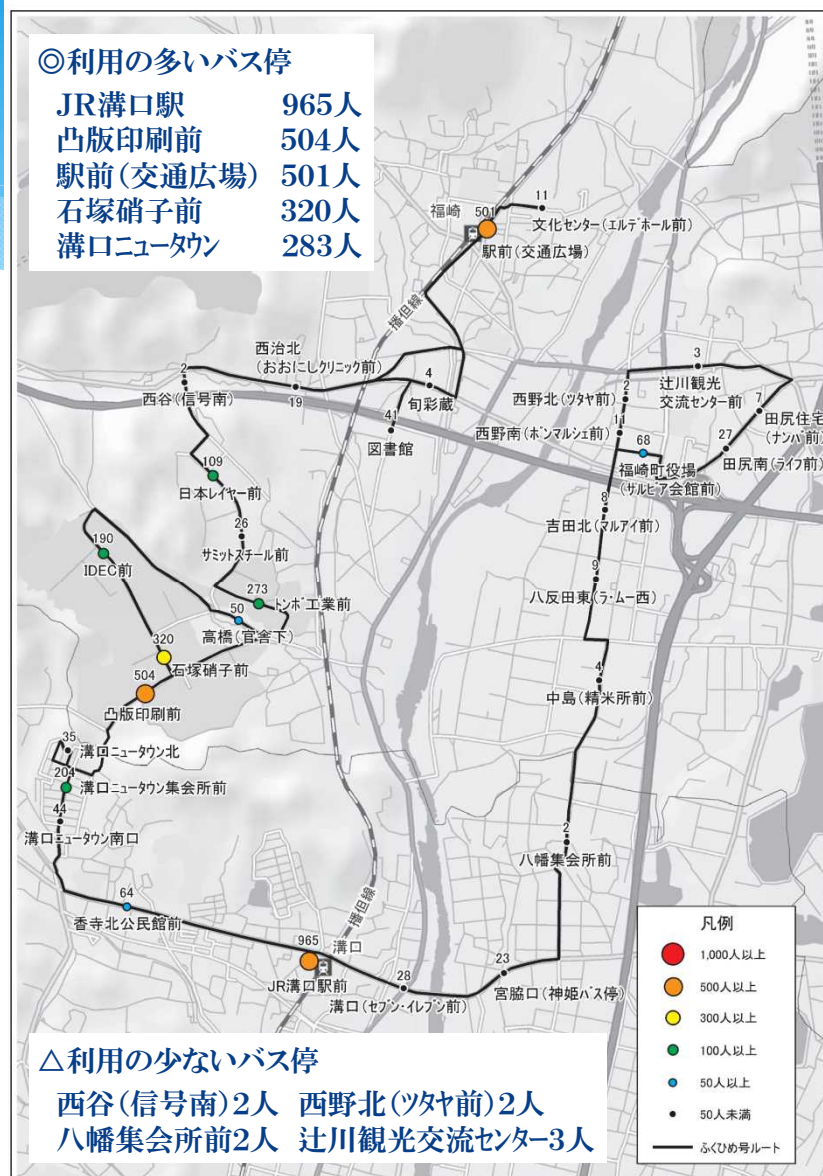 ◎利用の多いバス停
JR溝口駅 965人
凸版印刷前 504人
駅前(交通広場) 501人
石塚硝子前 320人
溝口ニュータウン 283人
福崎
501
11
文化センター(エルデホール前)
駅前(交通広場)
播但線
西治北
(おおにしクリニック前)
2
西谷(信号南)
19
4
旬彩蔵
41
図書館
3
辻川観光
交流センター前
2
西野北(ツタヤ前)
7
田尻住宅
(ナンバ前)
11
西野南(ボンマルシェ前)
68
27
田尻南(ライフ前)
福崎町役場
(サルビア会館前)
109
日本レイヤー前
8
吉田北(マルアイ前)
26
サミットスチール前
190
IDEC前
9
八反田東(ラ・ムー西)
273
トンボ工業前
50
高橋(官舎下)
320
石塚硝子前
504
凸版印刷前
4
中島(精米所前)
35
溝口ニュータウン北
204
溝口ニュータウン集会所前
44
溝口ニュータウン南口
2
八幡集会所前
64
香寺北公民館前
播但線
965
溝口
JR溝口駅前
28
溝口(セブン・イレブン前)
23
宮脇口(神姫バス停)
凡例
1,000人以上
500人以上
300人以上
100人以上
50人以上
50人未満
ふくひめ号ルート
△利用の少ないバス停
西谷(信号南)2人 西野北(ツタヤ前)2人
八幡集会所前2人 辻川観光交流センター3人